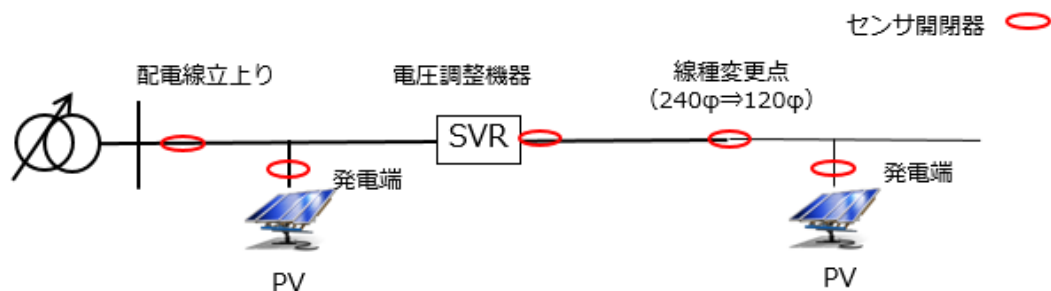 センサ開閉器
配電線立上り
電圧調整機器
線種変更点
（240φ⇒120φ）
SVR
発電端
発電端
PV
PV